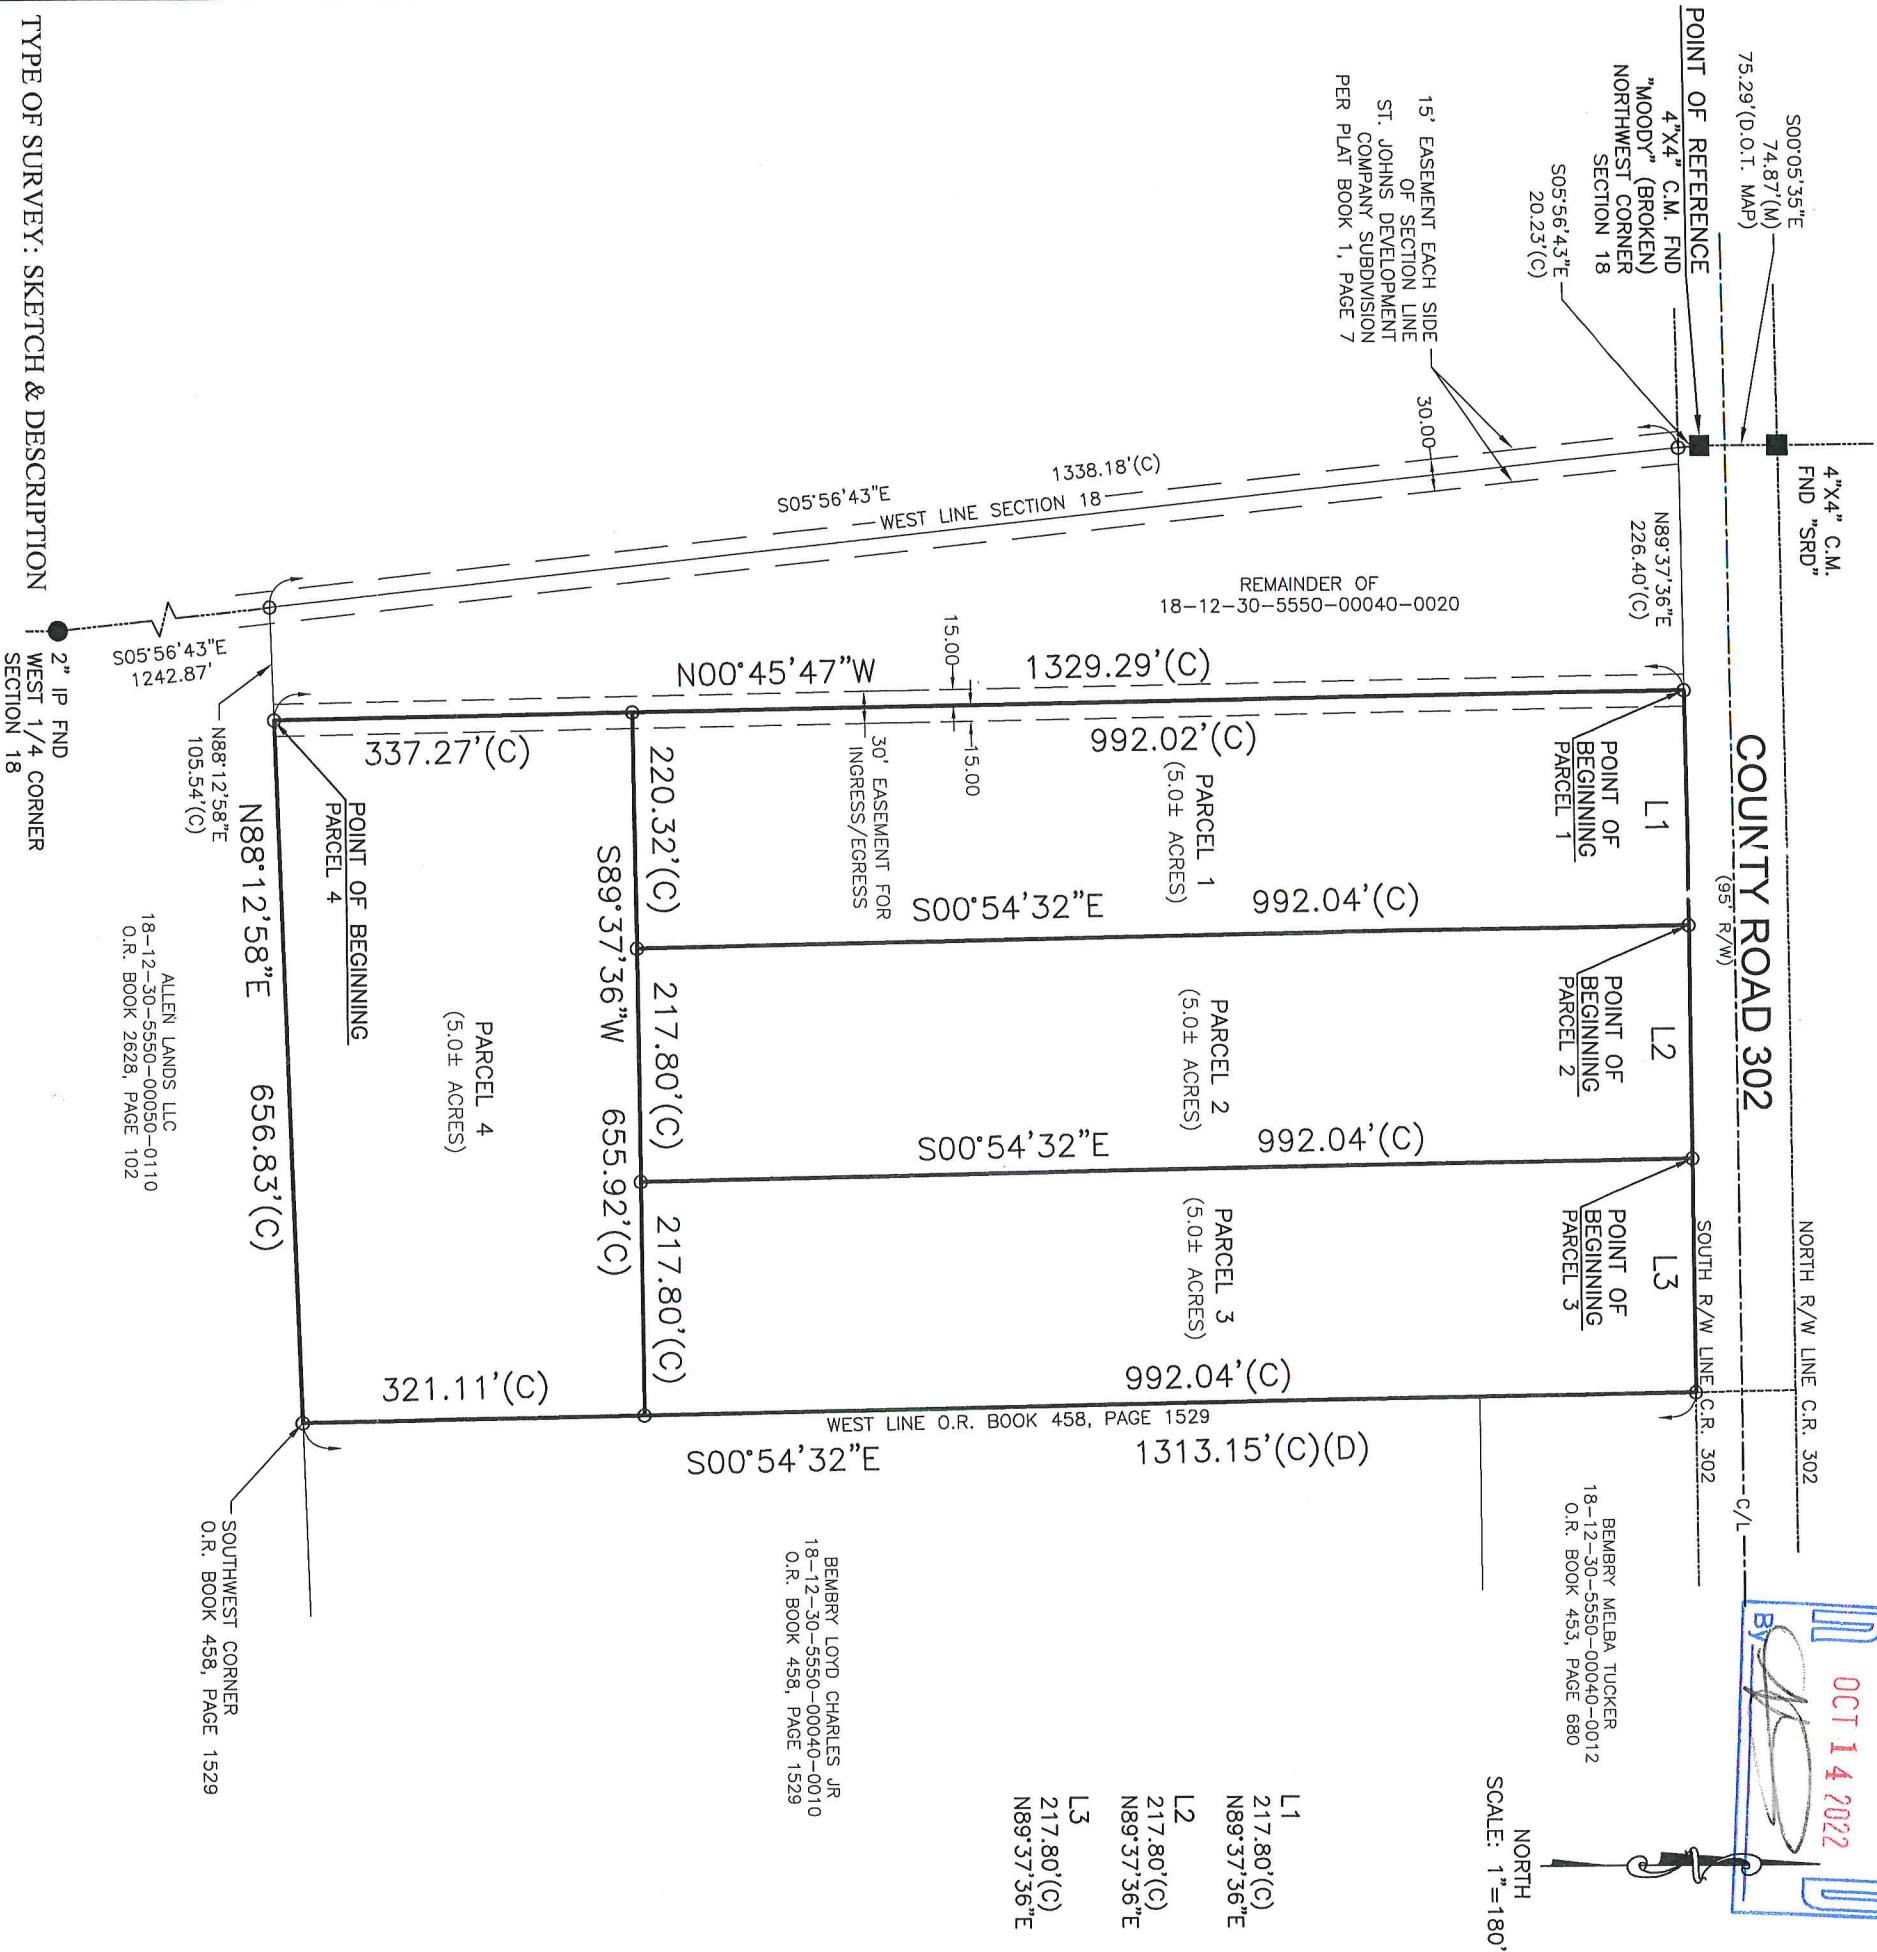 S00°05'35"E
74.87'(M)
75.29'(D.O.T. MAP)
POINT OF REFERENCE
4"X4" C.M. FND
"MOODY" (BROKEN)
NORTHWEST CORNER
SECTION 18
S05°56'43"E
20.23'(C)
4"X4" C.M.
FND "SRD"
15' EASEMENT EACH SIDE
OF SECTION LINE
ST. JOHNS DEVELOPMENT
COMPANY SUBDIVISION
PER PLAT BOOK 1, PAGE 7
30.00
N89°37'36"E
226.40'(C)
COUNTY ROAD 302
(95' R/W)
NORTH R/W LINE C.R. 302
SOUTH R/W LINE C.R. 302
C/L
OCT 14 2022
By
NORTH
SCALE: 1"=180'
1338.18'(C)
S05°56'43"E
WEST LINE SECTION 18
REMAINDER OF
18-12-30-5550-00040-0020
N00°45'47"W
1329.29'(C)
15.00
15.00
992.02'(C)
337.27'(C)
30' EASEMENT FOR
INGRESS/EGRESS
L1
POINT OF
BEGINNING
PARCEL 1
PARCEL 1
(5.0± ACRES)
S00°54'32"E
992.04'(C)
L2
POINT OF
BEGINNING
PARCEL 2
PARCEL 2
(5.0± ACRES)
S00°54'32"E
992.04'(C)
L3
POINT OF
BEGINNING
PARCEL 3
PARCEL 3
(5.0± ACRES)
992.04'(C)
WEST LINE O.R. BOOK 458, PAGE 1529
S00°54'32"E
1313.15'(C)(D)
220.32'(C)
217.80'(C)
217.80'(C)
S89°37'36"W
655.92'(C)
POINT OF BEGINNING
PARCEL 4
PARCEL 4
(5.0± ACRES)
321.11'(C)
N88°12'58"E
656.83'(C)
N88°12'58"E
105.54'(C)
S05°56'43"E
1242.87'
2" IP FND
WEST 1/4 CORNER
SECTION 18
ALLEN LANDS LLC
18-12-30-5550-00050-0110
O.R. BOOK 2628, PAGE 102
SOUTHWEST CORNER
O.R. BOOK 458, PAGE 1529
BEMBRY MELBA TUCKER
18-12-30-5550-00040-0012
O.R. BOOK 453, PAGE 680
BEMBRY LOYD CHARLES JR
18-12-30-5550-00040-0010
O.R. BOOK 458, PAGE 1529
L1
217.80'(C)
N89°37'36"E
L2
217.80'(C)
N89°37'36"E
L3
217.80'(C)
N89°37'36"E
TYPE OF SURVEY: SKETCH & DESCRIPTION